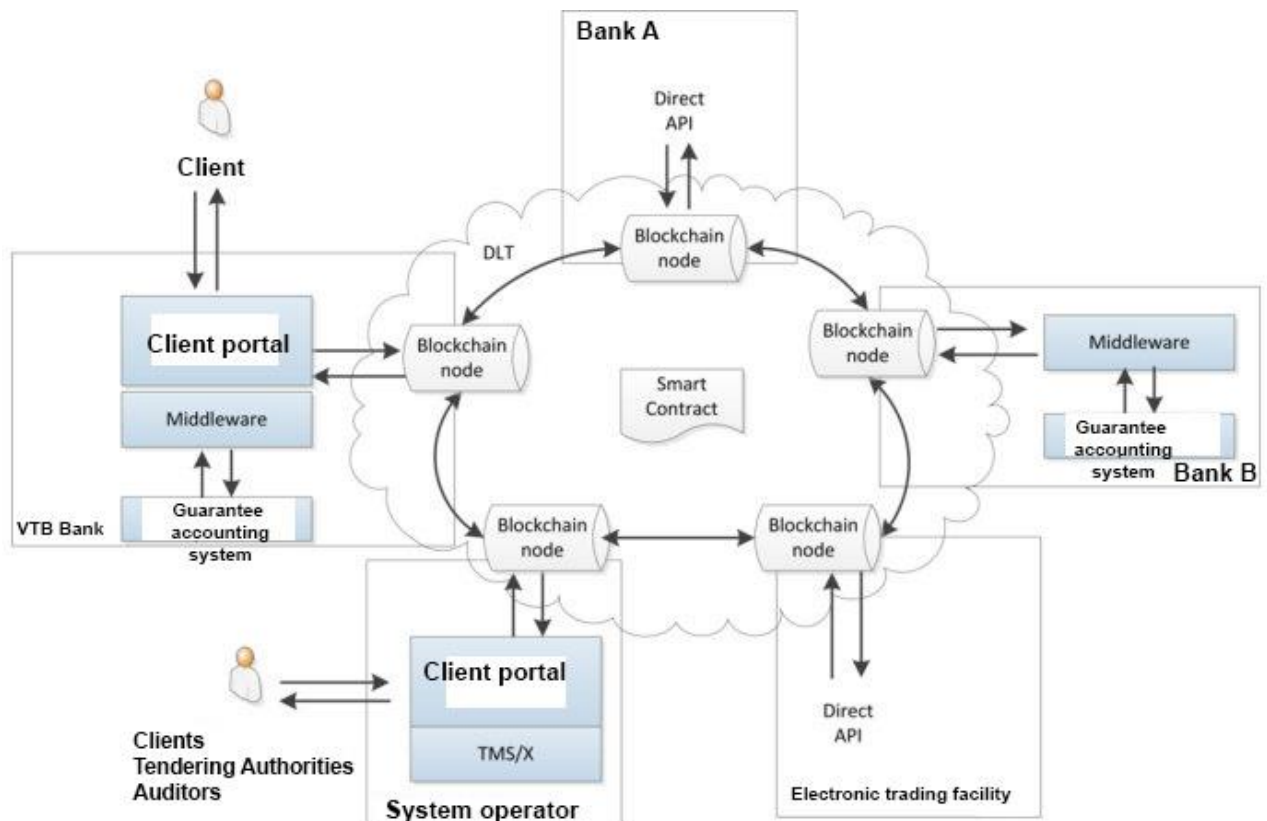 Bank A
Direct
API
Client
DLT
Blockchain
node
Client portal
Blockchain
node
Blockchain
node
Middleware
Smart
Contract
Middleware
Guarantee
accounting
system
Bank B
VTB Bank
Guarantee
accounting
system
Blockchain
node
Blockchain
node
Client portal
TMS/X
Direct
API
Clients
Tendering Authorities
Auditors
System operator
Electronic trading facility